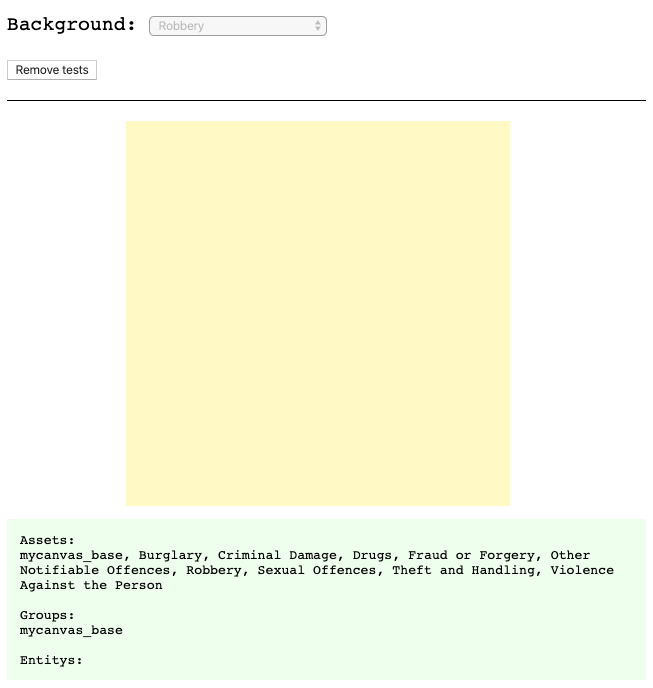 Background: Robbery
Remove tests
Assets:
mycanvas_base, Burglary, Criminal Damage, Drugs, Fraud or Forgery, Other
Notifiable Offences, Robbery, Sexual Offences, Theft and Handling, Violence
Against the Person
Groups:
mycanvas_base
Entitys: